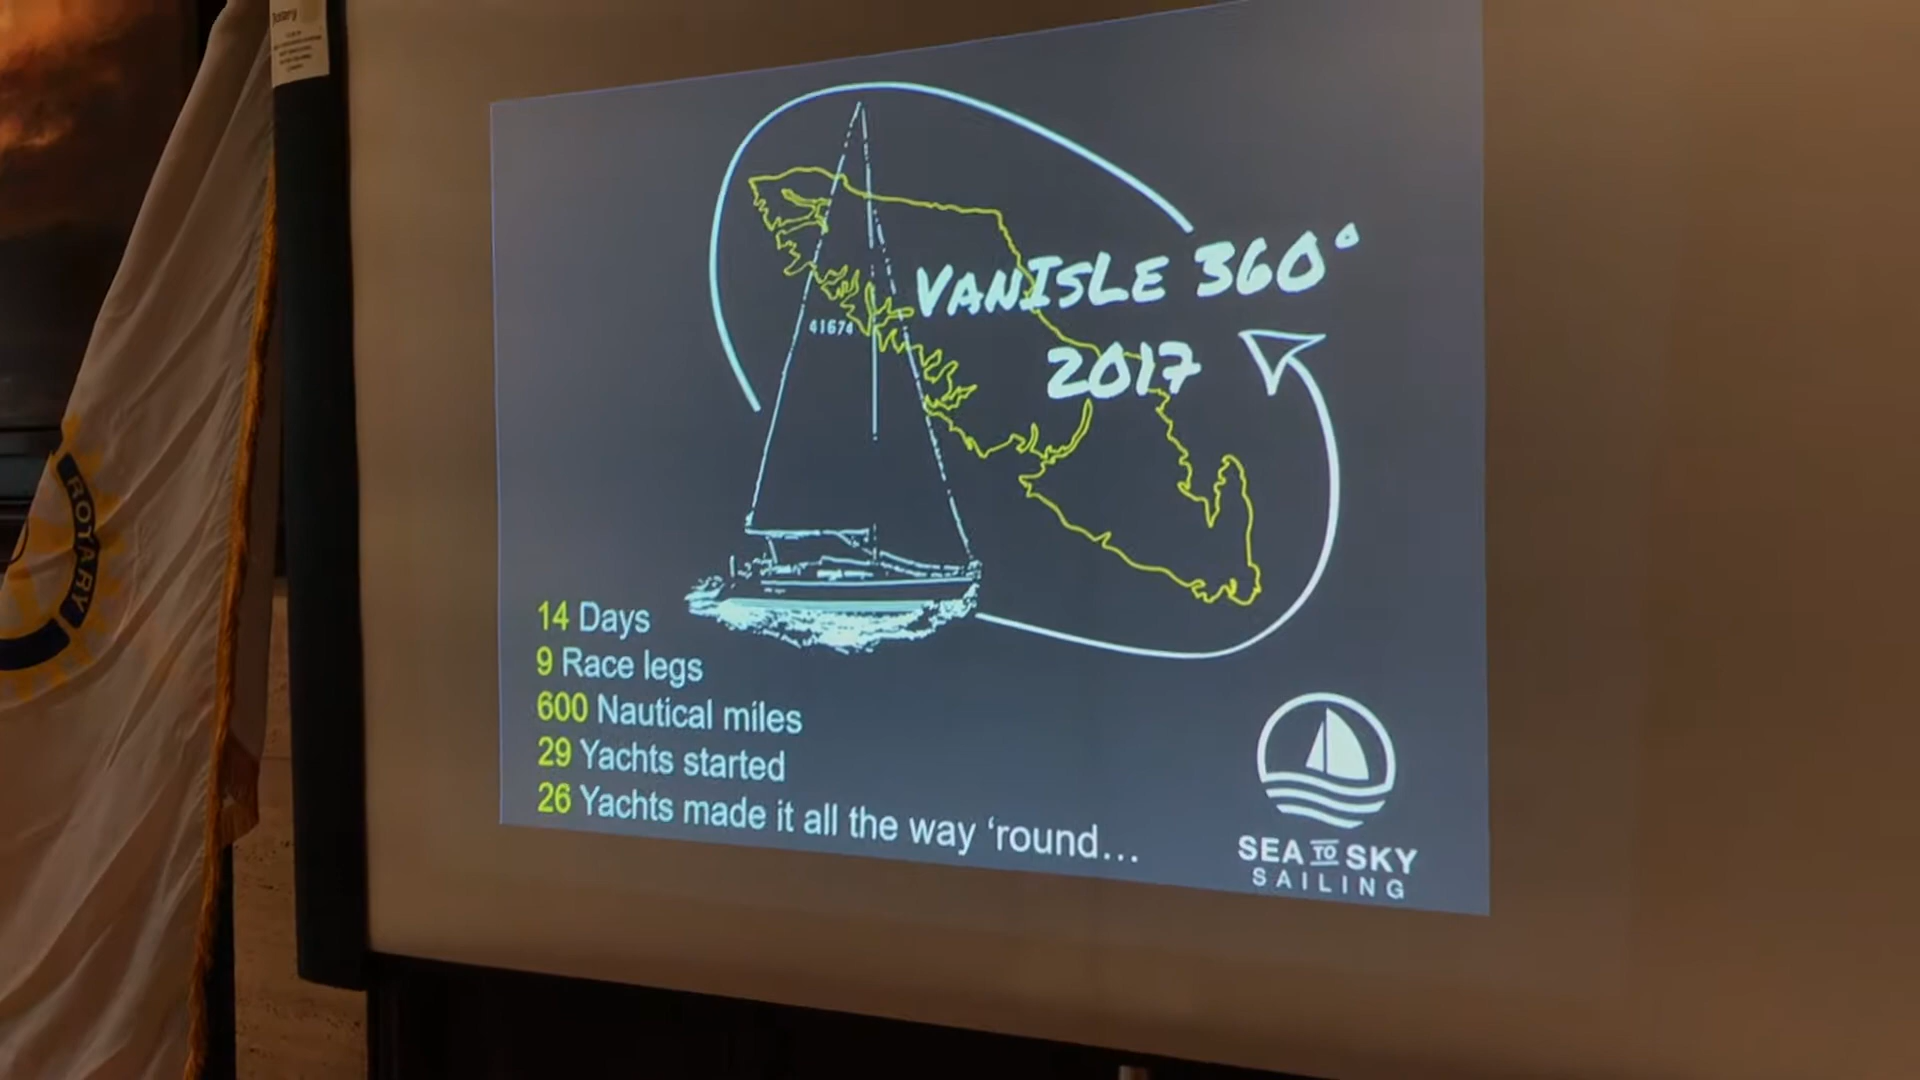 Rotary
ROTARY
VANISLE 360°
2017
41674
14 Days
9 Race legs
600 Nautical miles
29 Yachts started
26 Yachts made it all the way ‘round…
SEA TO SKY
SAILING